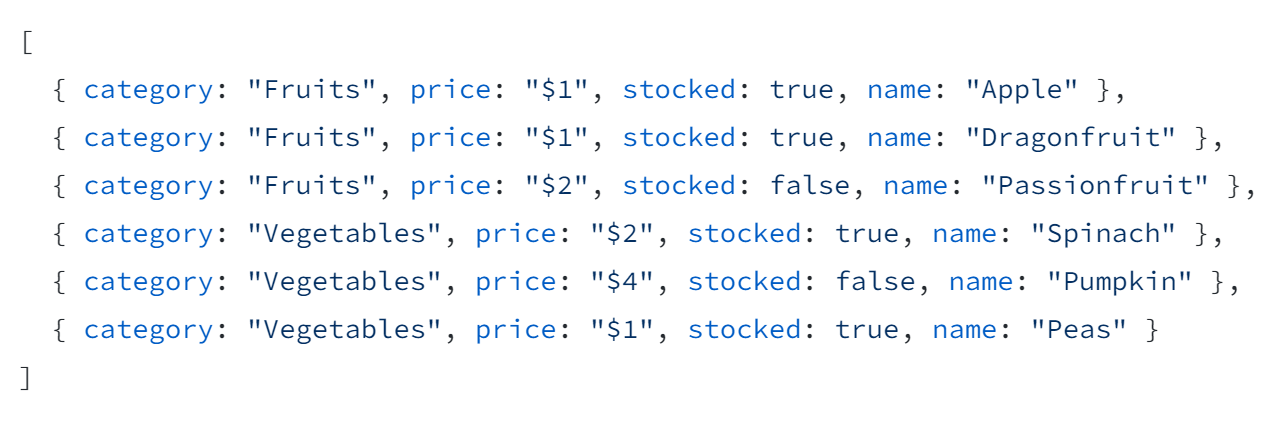 [
  { category: "Fruits", price: "$1", stocked: true, name: "Apple" },
  { category: "Fruits", price: "$1", stocked: true, name: "Dragonfruit" },
  { category: "Fruits", price: "$2", stocked: false, name: "Passionfruit" },
  { category: "Vegetables", price: "$2", stocked: true, name: "Spinach" },
  { category: "Vegetables", price: "$4", stocked: false, name: "Pumpkin" },
  { category: "Vegetables", price: "$1", stocked: true, name: "Peas" }
]